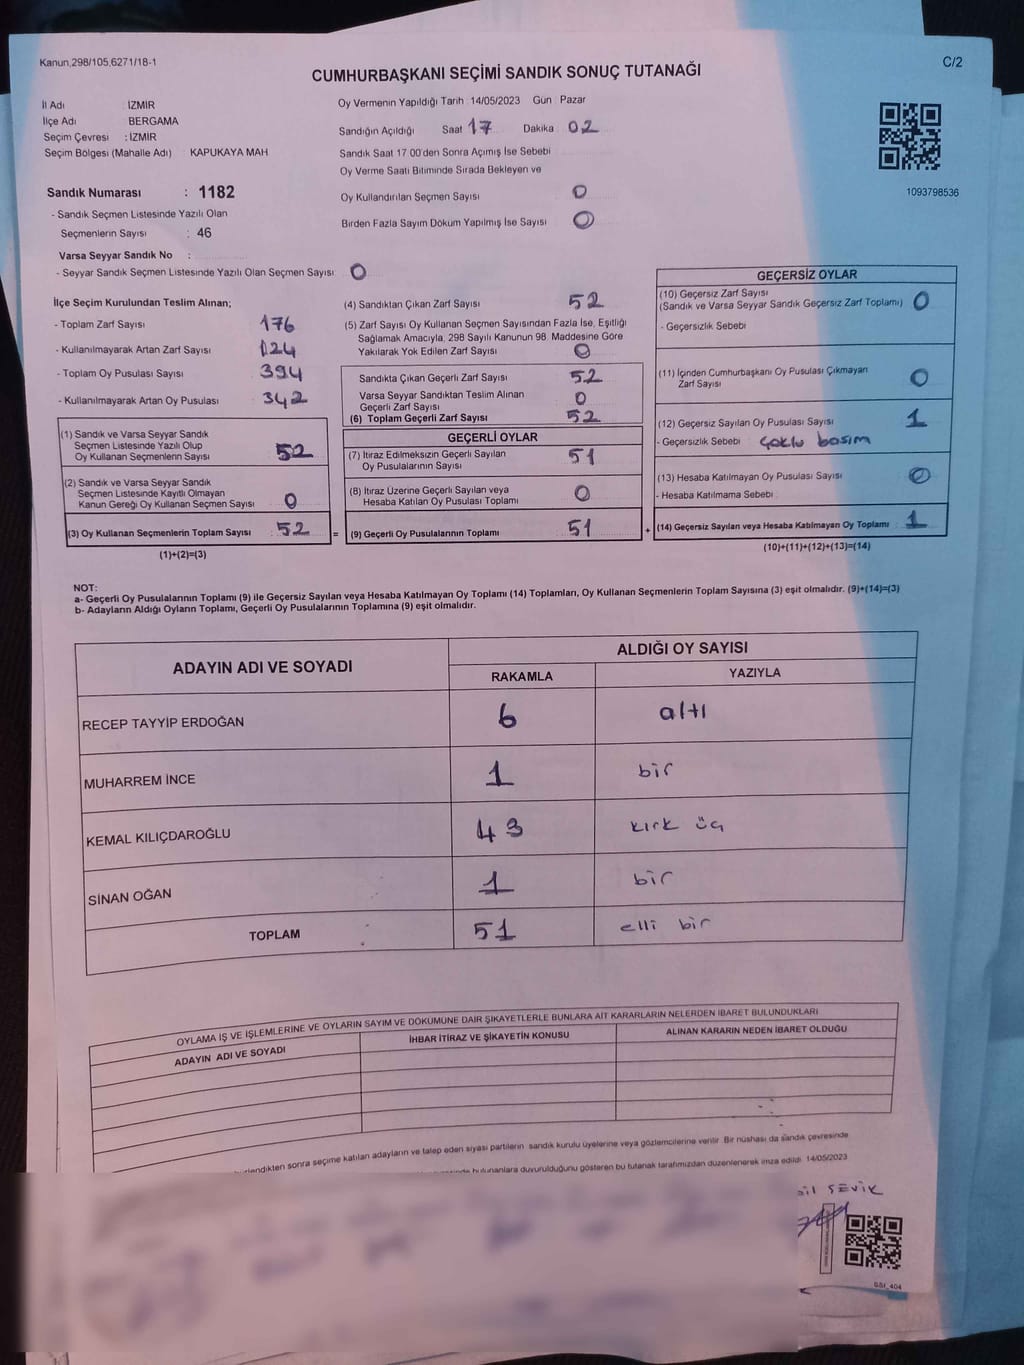 Kanun,298/105,6271/18-1
C/2
CUMHURBAŞKANI SEÇİMİ SANDIK SONUÇ TUTANAĞI
İl Adı : İZMİR
İlçe Adı : BERGAMA
Seçim Çevresi : İZMİR
Seçim Bölgesi (Mahalle Adı) KAPUKAYA MAH
Oy Vermenin Yapıldığı Tarih : 14/05/2023 Gün : Pazar
Sandığın Açıldığı Saat 17 Dakika : 02
Sandık Saat 17 00'den Sonra Açımış İse Sebebi
Oy Verme Saati Bitiminde Sırada Bekleyen ve
Oy Kullandırılan Seçmen Sayısı 0
Birden Fazla Sayım Döküm Yapılmış İse Sayısı 0
1093798536
Sandık Numarası : 1182
- Sandık Seçmen Listesinde Yazılı Olan
Seçmenlerin Sayısı : 46
Varsa Seyyar Sandık No :
- Seyyar Sandık Seçmen Listesinde Yazılı Olan Seçmen Sayısı 0
İlçe Seçim Kurulundan Teslim Alınan;
- Toplam Zarf Sayısı 176
- Kullanılmayarak Artan Zarf Sayısı 124
- Toplam Oy Pusulası Sayısı 394
- Kullanılmayarak Artan Oy Pusulası 342
(1) Sandık ve Varsa Seyyar Sandık
Seçmen Listesinde Yazılı Olup
Oy Kullanan Seçmenlerin Sayısı 52
(2) Sandık ve Varsa Seyyar Sandık
Seçmen Listesinde Kayıtlı Olmayan
Kanun Gereği Oy Kullanan Seçmen Sayısı 0
(3) Oy Kullanan Seçmenlerin Toplam Sayısı 52
(1)+(2)=(3)
(4) Sandıktan Çıkan Zarf Sayısı 52
(5) Zarf Sayısı Oy Kullanan Seçmen Sayısından Fazla İse, Eşitliği
Sağlamak Amacıyla, 298 Sayılı Kanunun 98. Maddesine Göre
Yakılarak Yok Edilen Zarf Sayısı 0
Sandıkta Çıkan Geçerli Zarf Sayısı 52
Varsa Seyyar Sandıktan Teslim Alınan
Geçerli Zarf Sayısı 0
(6) Toplam Geçerli Zarf Sayısı 52
GEÇERLİ OYLAR
(7) İtiraz Edilmeksizin Geçerli Sayılan
Oy Pusulalarının Sayısı 51
(8) İtiraz Üzerine Geçerli Sayılan veya
Hesaba Katılan Oy Pusulası Toplamı 0
= (9) Geçerli Oy Pusulalarının Toplamı 51 +
GEÇERSİZ OYLAR
(10) Geçersiz Zarf Sayısı
(Sandık ve Varsa Seyyar Sandık Geçersiz Zarf Toplamı) 0
- Geçersizlik Sebebi
(11) İçinden Cumhurbaşkanı Oy Pusulası Çıkmayan
Zarf Sayısı 0
(12) Geçersiz Sayılan Oy Pusulası Sayısı 1
- Geçersizlik Sebebi çoklu basım
(13) Hesaba Katılmayan Oy Pusulası Sayısı 0
- Hesaba Katılmama Sebebi
(14) Geçersiz Sayılan veya Hesaba Katılmayan Oy Toplamı 1
(10)+(11)+(12)+(13)=(14)
NOT:
a- Geçerli Oy Pusulalarının Toplamı (9) ile Geçersiz Sayılan veya Hesaba Katılmayan Oy Toplamı (14) Toplamları, Oy Kullanan Seçmenlerin Toplam Sayısına (3) eşit olmalıdır. (9)+(14)=(3)
b- Adayların Aldığı Oyların Toplamı, Geçerli Oy Pusulalarının Toplamına (9) eşit olmalıdır.
ADAYIN ADI VE SOYADI ALDIĞI OY SAYISI
RAKAMLA YAZIYLA
RECEP TAYYİP ERDOĞAN 6 altı
MUHARREM İNCE 1 bir
KEMAL KILIÇDAROĞLU 43 kırk üç
SİNAN OĞAN 1 bir
TOPLAM 51 elli bir
OYLAMA İŞ VE İŞLEMLERİNE VE OYLARIN SAYIM VE DÖKÜMÜNE DAİR ŞİKAYETLERLE BUNLARA AİT KARARLARIN NELERDEN İBARET BULUNDUKLARI
ADAYIN ADI VE SOYADI İHBAR İTİRAZ VE ŞİKAYETİN KONUSU ALINAN KARARIN NEDEN İBARET OLDUĞU
sonra seçime katılan adayların ve talep eden siyasi partilerin sandık kurulu üyelerine veya gözlemcilerine verilir. Bir nüshası da sandık çevresinde
bulunanlara duyurulduğunu gösteren bu tutanak tarafımızdan düzenlenerek imza edildi. 14/05/2023
SEVİK
GSI_404